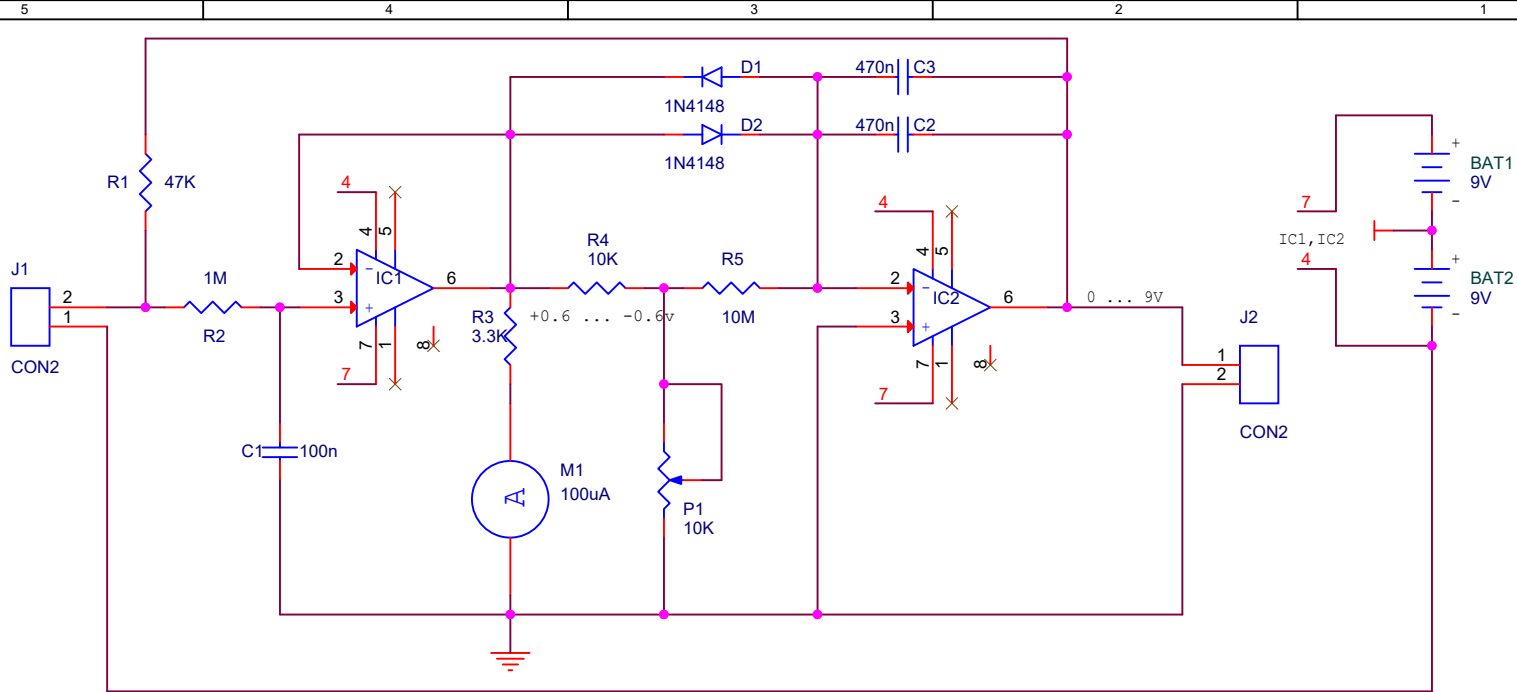 5 4 3 2 1
D1
1N4148
470n C3
D2
1N4148
470n C2
R1 47K
4
4 5
2
3
IC1
6
7 1 8
7
J1
2
1
CON2
1M
R2
C1 100n
R3
3.3K
+0.6 ... -0.6v
R4
10K
R5
10M
M1
100uA
A
P1
10K
4
4 5
2
3
IC2
6
7 1 8
7
0 ... 9V
J2
1
2
CON2
7
IC1,IC2
4
+
BAT1
9V
-
+
BAT2
9V
-